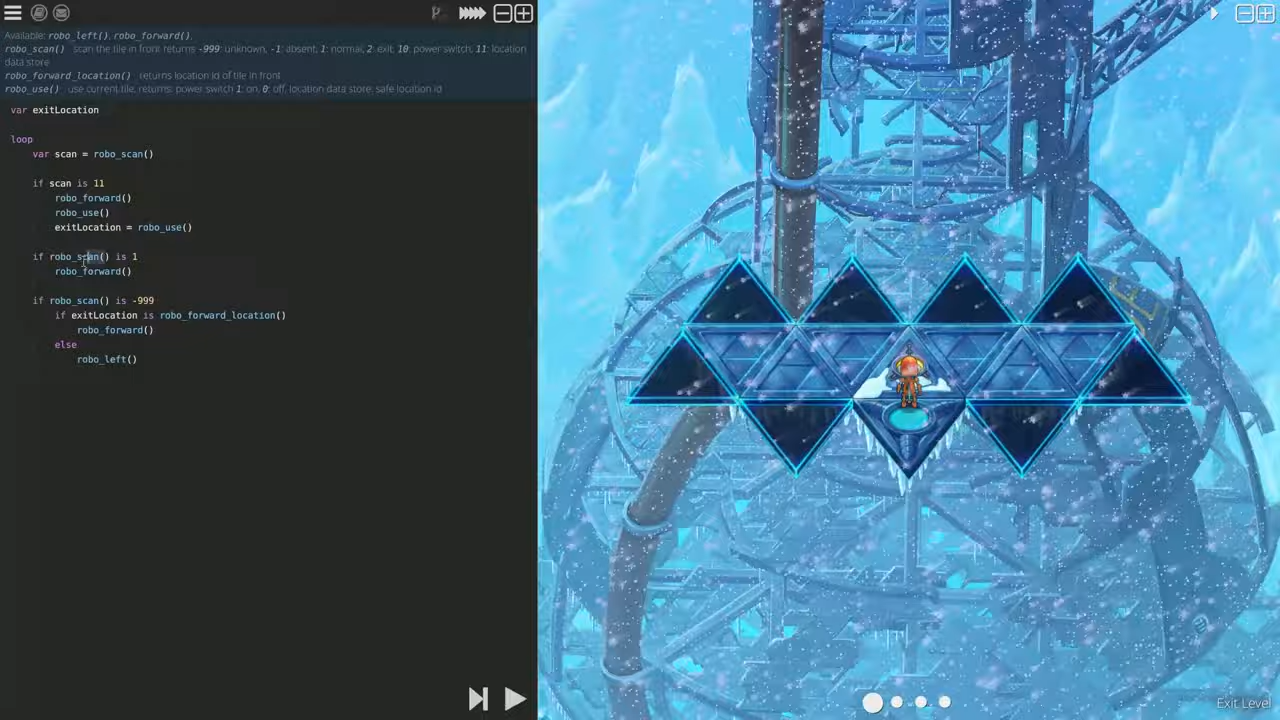 Available: robo_left(), robo_forward(),
robo_scan() scan the tile in front returns -999: unknown, -1: absent, 1: normal, 2: exit, 10: power switch, 11: location
data store
robo_forward_location() returns location id of tile in front
robo_use() use current tile, returns: power switch 1: on, 0: off, location data store: safe location id
var exitLocation
loop
var scan = robo_scan()
if scan is 11
robo_forward()
robo_use()
exitLocation = robo_use()
if robo_scan() is 1
robo_forward()
if robo_scan() is -999
if exitLocation is robo_forward_location()
robo_forward()
else
robo_left()
Exit Level